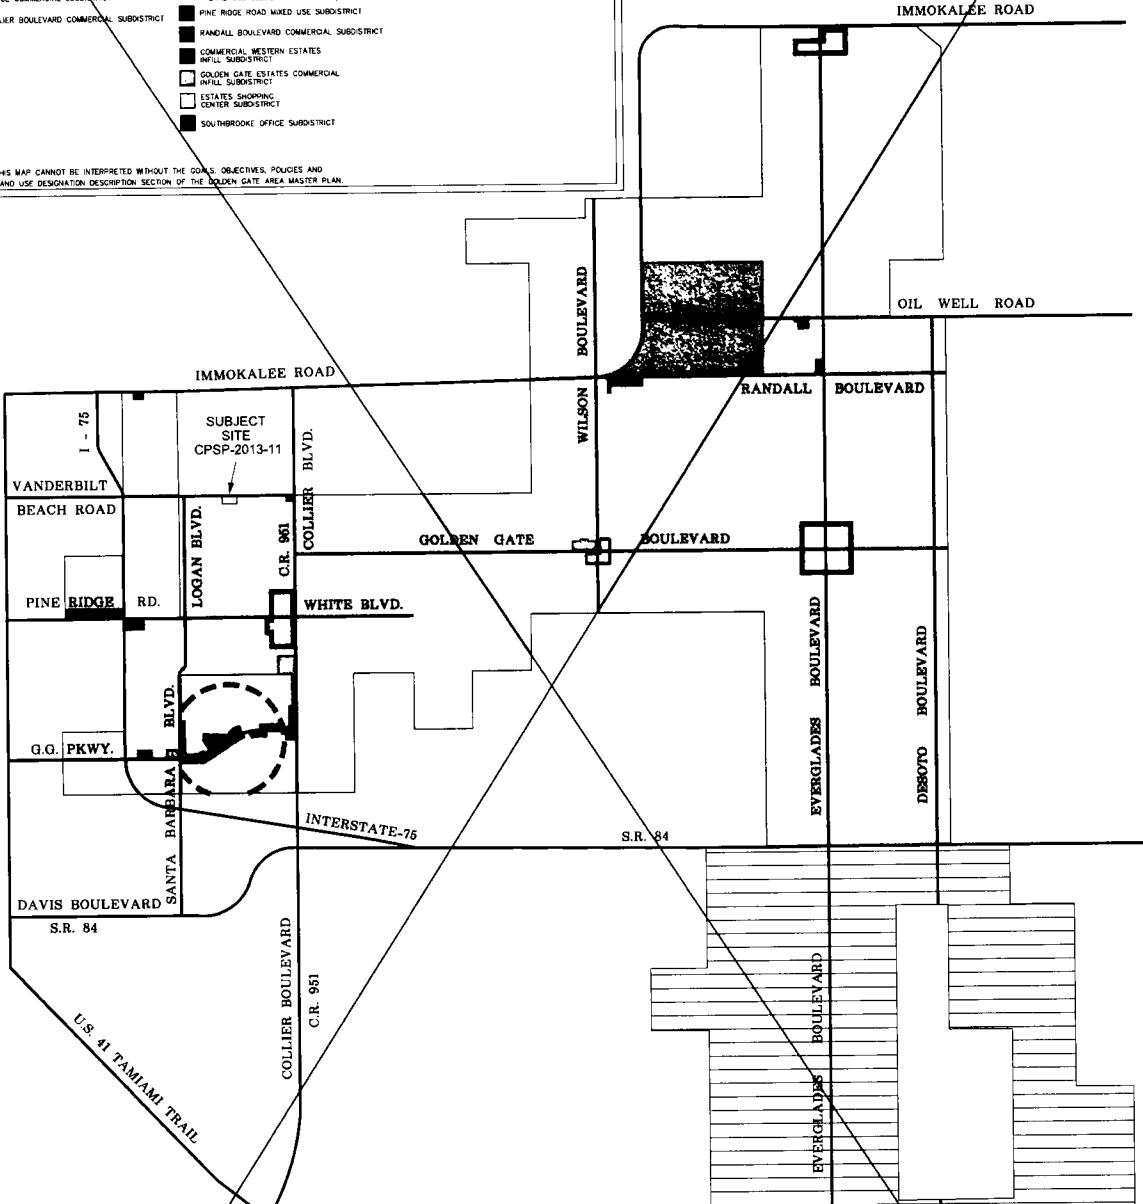 IER BOULEVARD COMMERCIAL SUBDISTRICT
PINE RIDGE ROAD MIXED USE SUBDISTRICT
RANDALL BOULEVARD COMMERCIAL SUBDISTRICT
COMMERCIAL WESTERN ESTATES
INFILL SUBDISTRICT
GOLDEN GATE ESTATES COMMERCIAL
INFILL SUBDISTRICT
ESTATES SHOPPING
CENTER SUBDISTRICT
SOUTHBROOKE OFFICE SUBDISTRICT
HIS MAP CANNOT BE INTERPRETED WITHOUT THE GOALS, OBJECTIVES, POLICIES AND
AND USE DESIGNATION DESCRIPTION SECTION OF THE GOLDEN GATE AREA MASTER PLAN.
IMMOKALEE ROAD
OIL WELL ROAD
WILSON BOULEVARD
IMMOKALEE ROAD
RANDALL BOULEVARD
I - 75
SUBJECT
SITE
CPSP-2013-11
COLLIER BLVD.
C.R. 951
VANDERBILT
BEACH ROAD
LOGAN BLVD.
GOLDEN GATE BOULEVARD
PINE RIDGE RD.
WHITE BLVD.
EVERGLADES BOULEVARD
DESOTO BOULEVARD
SANTA BARBARA BLVD.
G.G. PKWY.
INTERSTATE-75
S.R. 84
DAVIS BOULEVARD
S.R. 84
COLLIER BOULEVARD
C.R. 951
EVERGLADES BOULEVARD
U.S. 41 TAMIAMI TRAIL